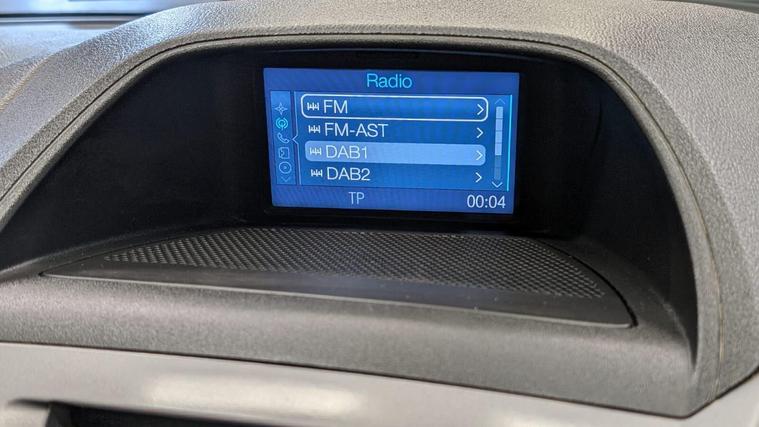 Radio
FM
FM-AST
DAB1
DAB2
TP 00:04